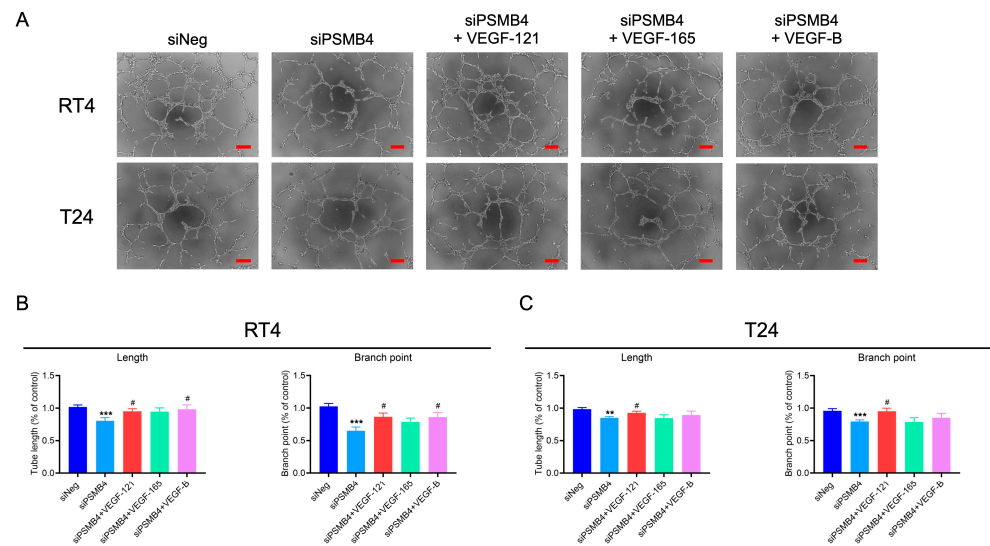 A
siNeg
siPSMB4
siPSMB4
+ VEGF-121
siPSMB4
+ VEGF-165
siPSMB4
+ VEGF-B
RT4
T24
B
RT4
Length
Tube length (% of control)
1.5
1.0
0.5
0.0
***
#
#
siNeg
siPSMB4
siPSMB4+VEGF-121
siPSMB4+VEGF-165
siPSMB4+VEGF-B
Branch point
Branch point (% of control)
1.5
1.0
0.5
0.0
***
#
#
siNeg
siPSMB4
siPSMB4+VEGF-121
siPSMB4+VEGF-165
siPSMB4+VEGF-B
C
T24
Length
Tube length (% of control)
1.5
1.0
0.5
0.0
**
#
siNeg
siPSMB4
siPSMB4+VEGF-121
siPSMB4+VEGF-165
siPSMB4+VEGF-B
Branch point
Branch point (% of control)
1.5
1.0
0.5
0.0
***
#
siNeg
siPSMB4
siPSMB4+VEGF-121
siPSMB4+VEGF-165
siPSMB4+VEGF-B